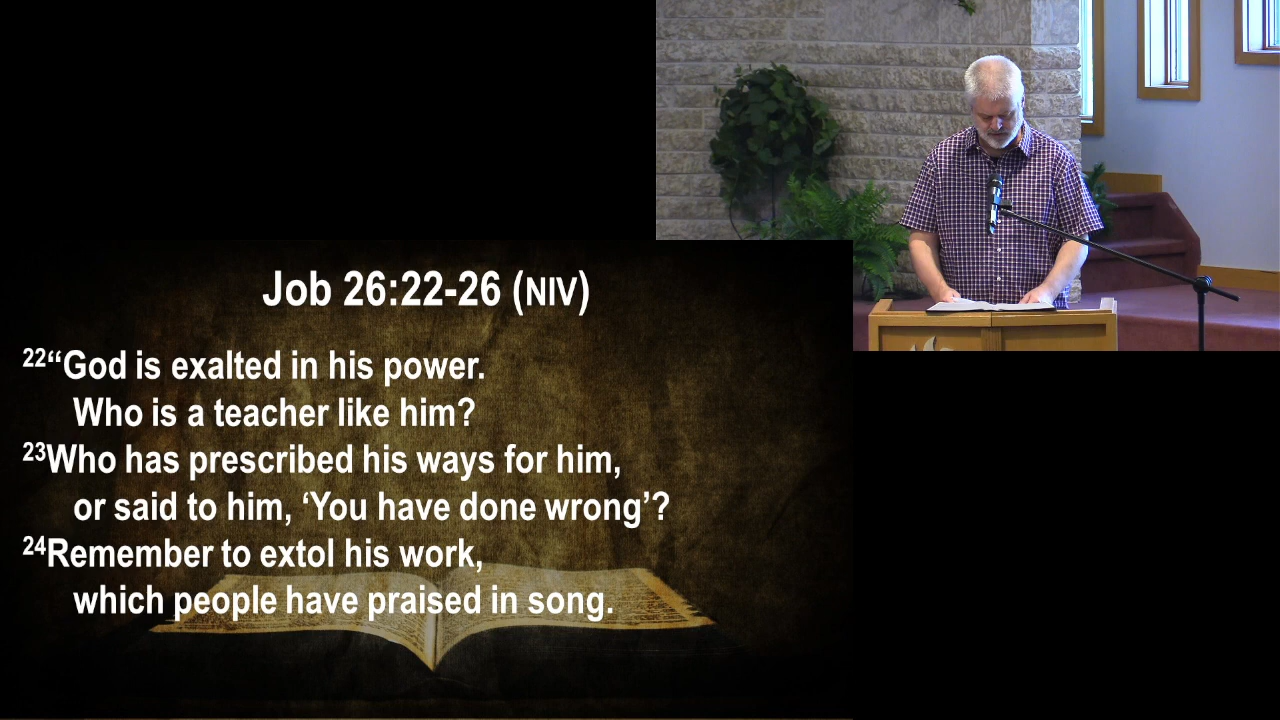 Job 26:22-26 (NIV)
22“God is exalted in his power.
Who is a teacher like him?
23Who has prescribed his ways for him,
or said to him, ‘You have done wrong’?
24Remember to extol his work,
which people have praised in song.